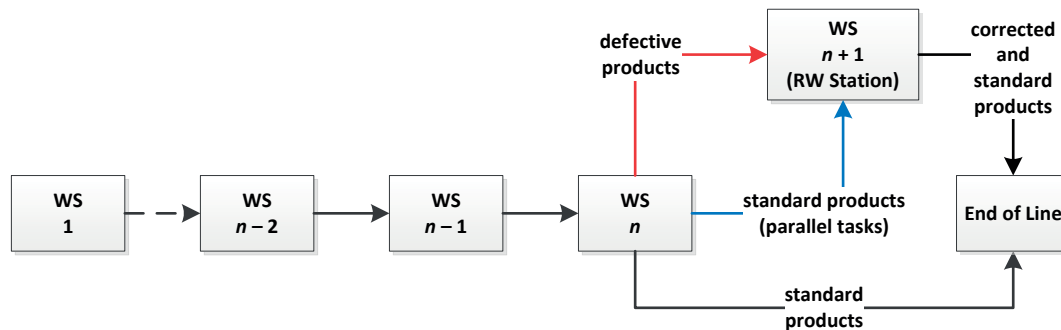 WS
1
WS
n – 2
WS
n – 1
WS
n
defective
products
WS
n + 1
(RW Station)
corrected
and
standard
products
standard products
(parallel tasks)
End of Line
standard
products